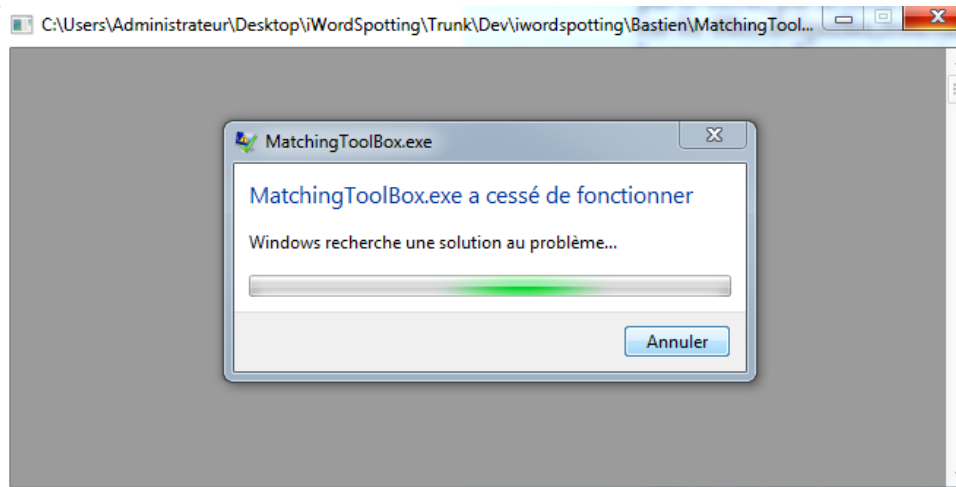 C:\Users\Administrateur\Desktop\iWordSpotting\Trunk\Dev\iwordspotting\Bastien\MatchingTool...
MatchingToolBox.exe
MatchingToolBox.exe a cessé de fonctionner
Windows recherche une solution au problème...
Annuler